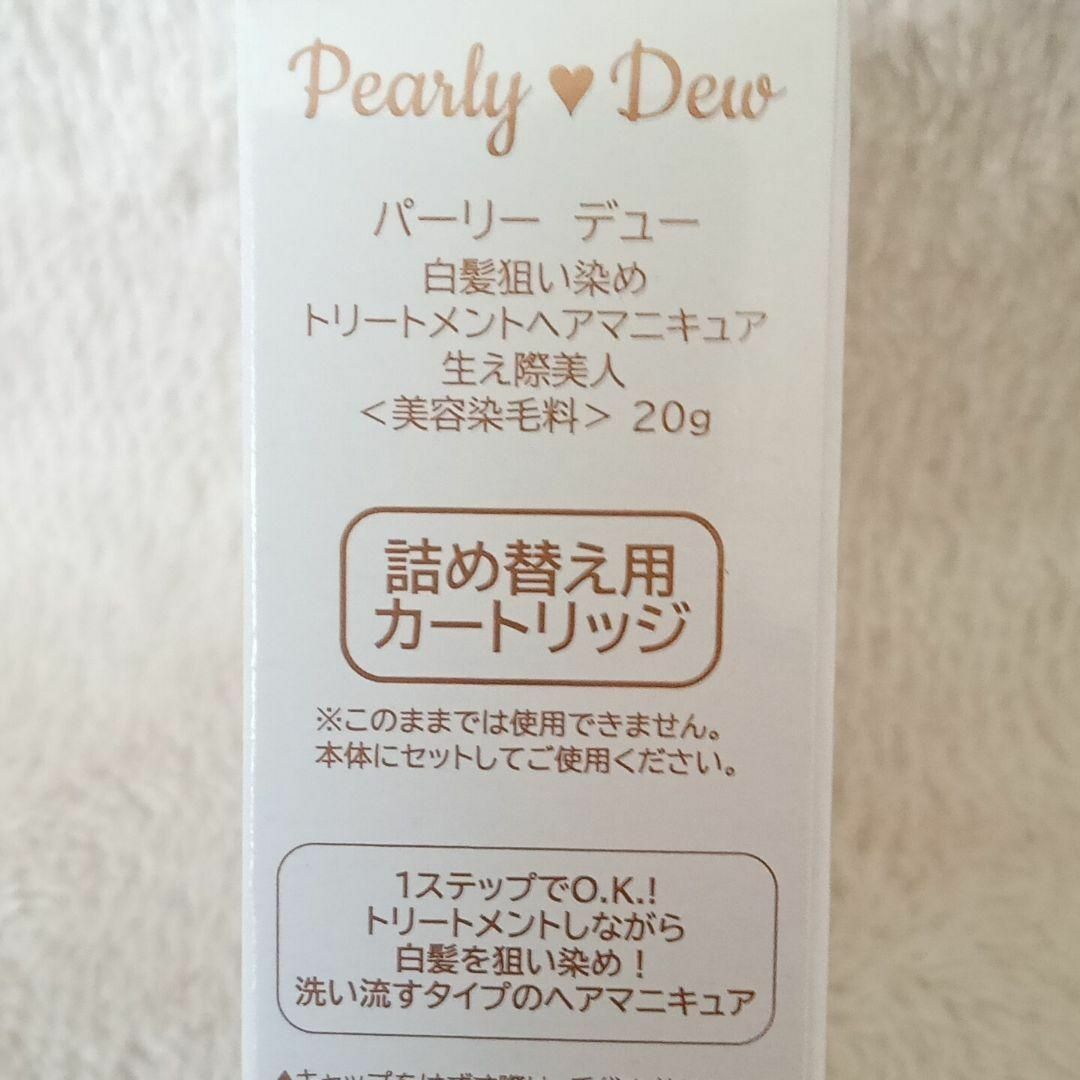 Pearly ♥ Dew
パーリー デュー
白髪狙い染め
トリートメントヘアマニキュア
生え際美人
＜美容染毛料＞ 20g
詰め替え用
カートリッジ
※このままでは使用できません。
本体にセットしてご使用ください。
1ステップでO.K.!
トリートメントしながら
白髪を狙い染め！
洗い流すタイプのヘアマニキュア